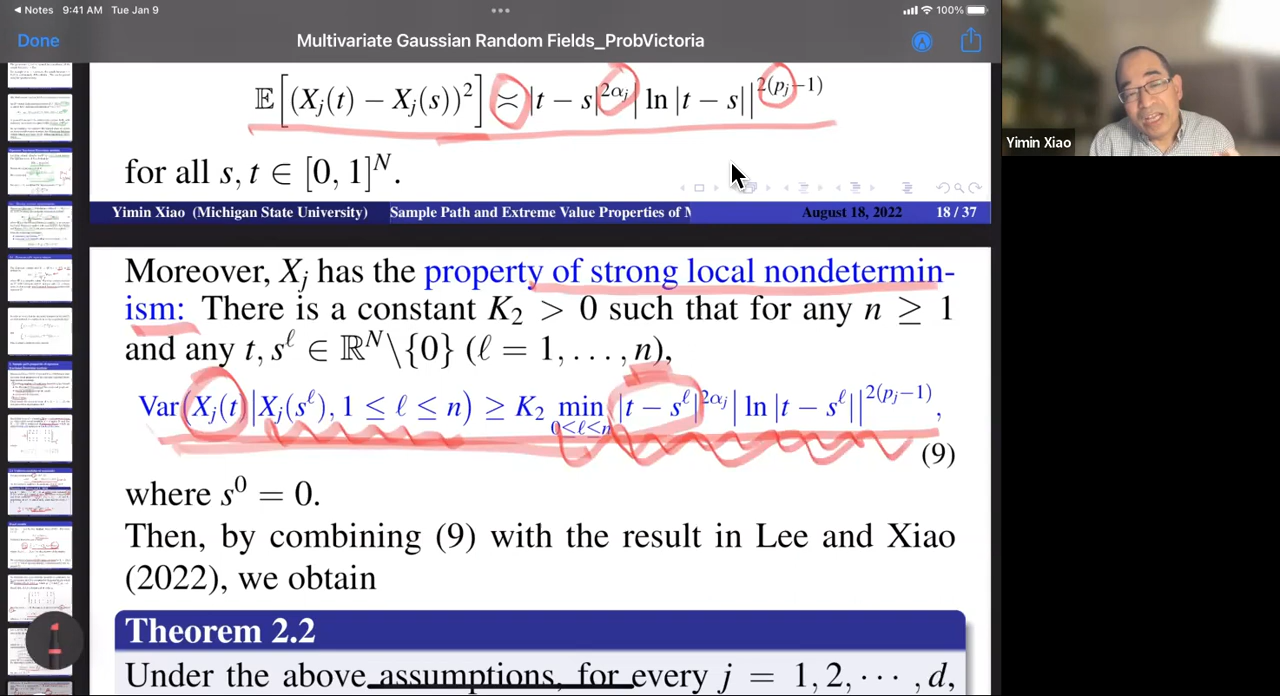 Notes 9:41 AM Tue Jan 9 100%
Done Multivariate Gaussian Random Fields_ProbVictoria
𝔼[(X_j(t) − X_j(s))^2] ≍ |t − s|^{2α_j} | ln |t − s||^{2(p_j−1)}
for all s, t ∈ [0, 1]^N.
Yimin Xiao (Michigan State University) Sample Path and Extreme Value Properties of M August 18, 2022 18 / 37
Moreover, X_j has the property of strong local nondetermin-
ism: There is a constant K_2 > 0 such that for any n ≥ 1
and any t, s^ℓ ∈ ℝ^N\{0} (ℓ = 1, . . . , n),
Var(X_j(t)|X_j(s^ℓ), 1 ≤ ℓ ≤ n) ≥ K_2 min_{0≤ℓ≤n} |t − s^ℓ|^{2α_j} | ln |t − s^ℓ||^{2(p_j−1)},
(9)
where s^0 = 0.
Then, by combining (9) with the result in Lee and Xiao
(2022), we obtain
Theorem 2.2
Under the above assumptions, for every j = 1, 2, · · · , d,
Yimin Xiao